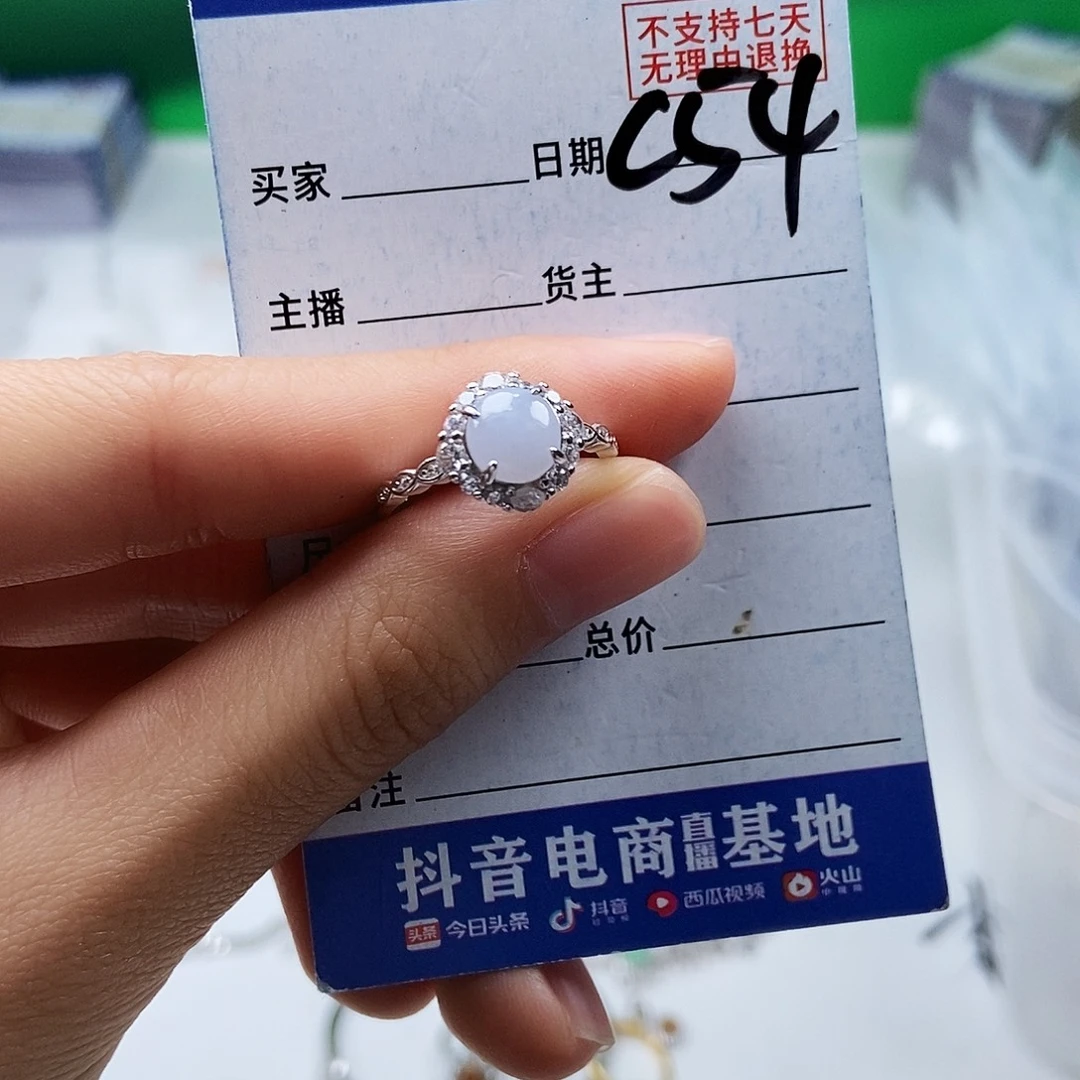 不支持七天
无理由退换
买家 日期 C54
主播 货主
总价
备注
抖音电商直播基地
今日头条 抖音 西瓜视频 火山